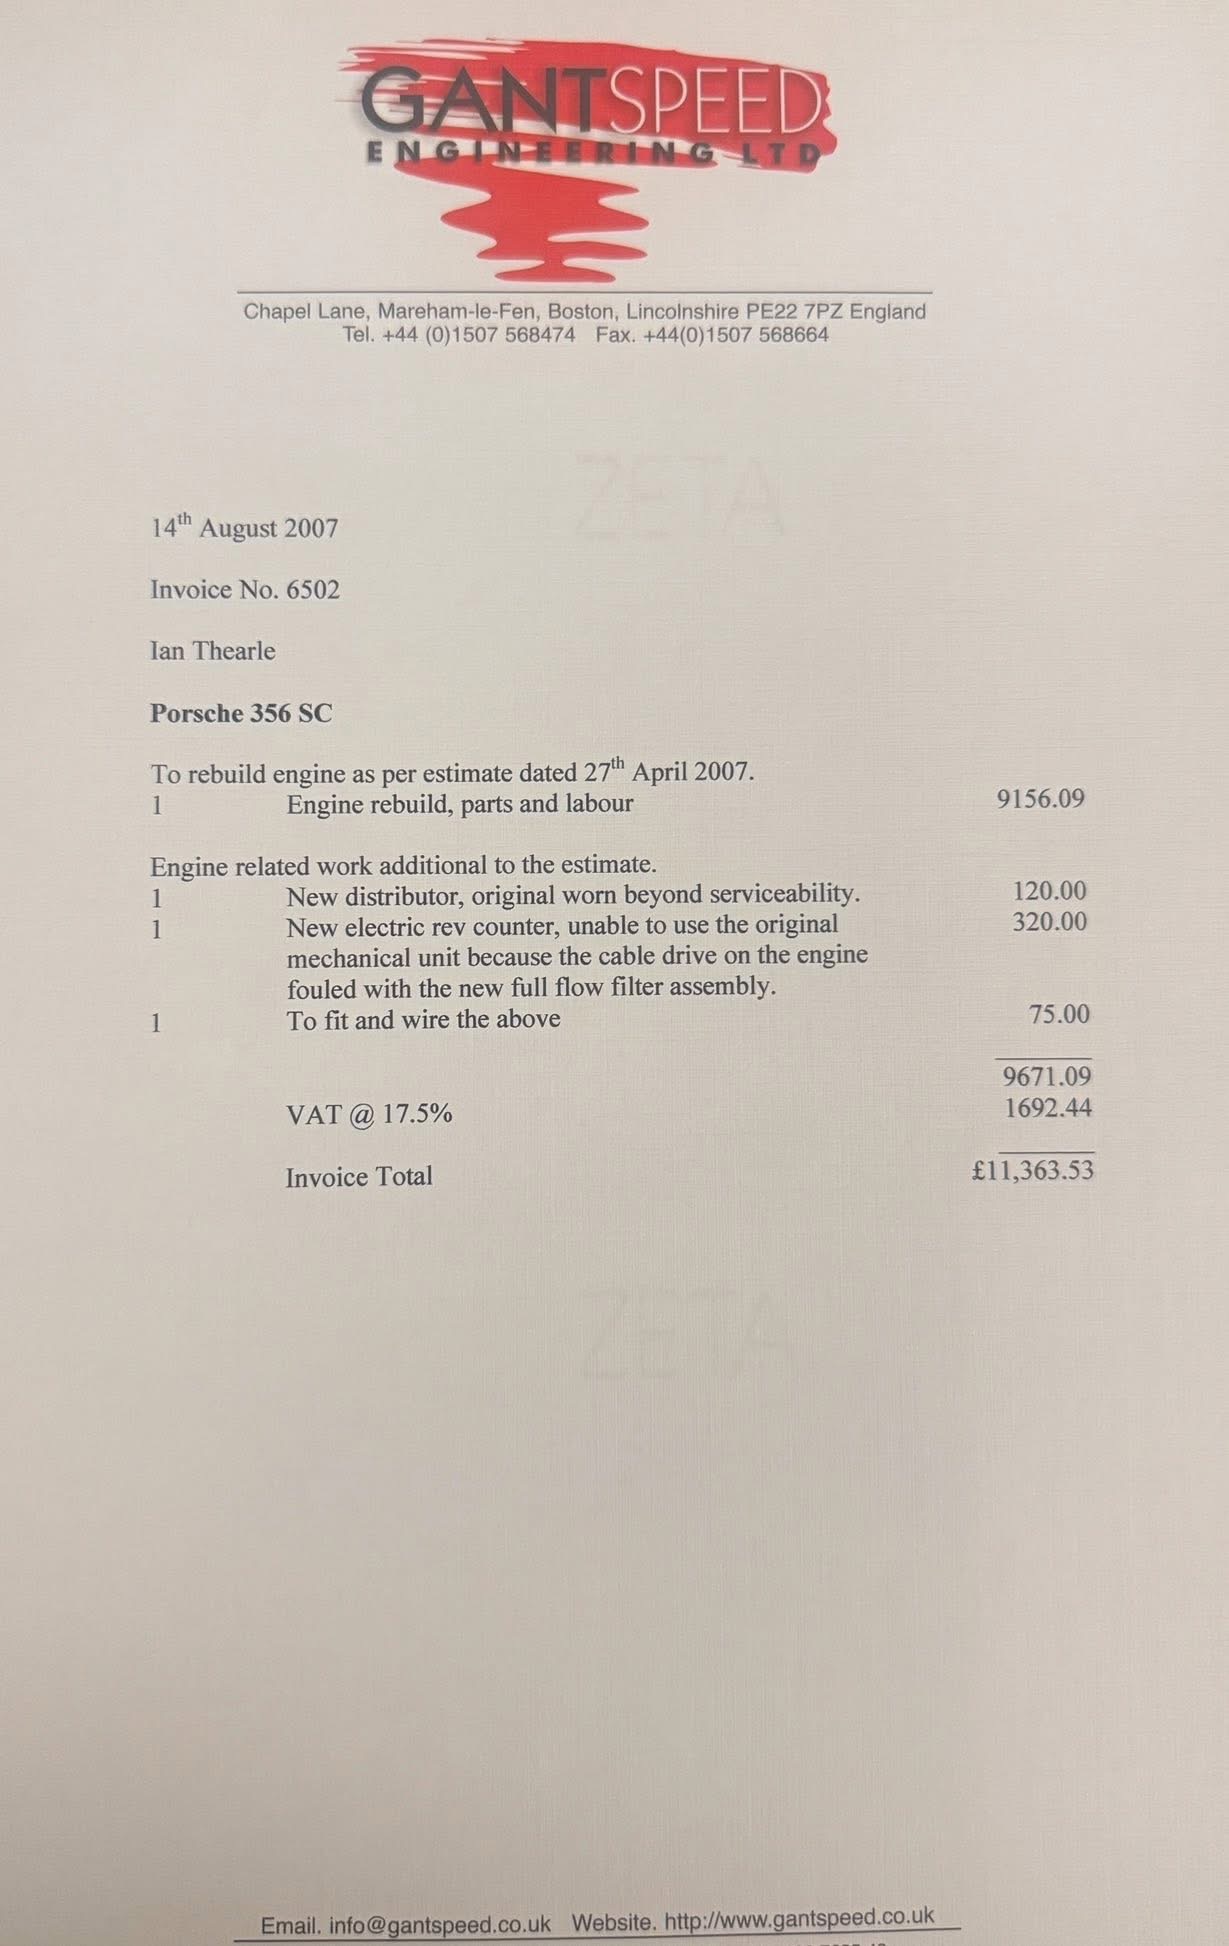 GANTSPEED
ENGINEERING LTD
Chapel Lane, Mareham-le-Fen, Boston, Lincolnshire PE22 7PZ England
Tel. +44 (0)1507 568474 Fax. +44(0)1507 568664
ZETA
14th August 2007
Invoice No. 6502
Ian Thearle
Porsche 356 SC
To rebuild engine as per estimate dated 27th April 2007.
1 Engine rebuild, parts and labour 9156.09
Engine related work additional to the estimate.
1 New distributor, original worn beyond serviceability. 120.00
1 New electric rev counter, unable to use the original 320.00
mechanical unit because the cable drive on the engine
fouled with the new full flow filter assembly.
1 To fit and wire the above 75.00
9671.09
VAT @ 17.5% 1692.44
Invoice Total £11,363.53
ZETA
Email. info@gantspeed.co.uk Website. http://www.gantspeed.co.uk